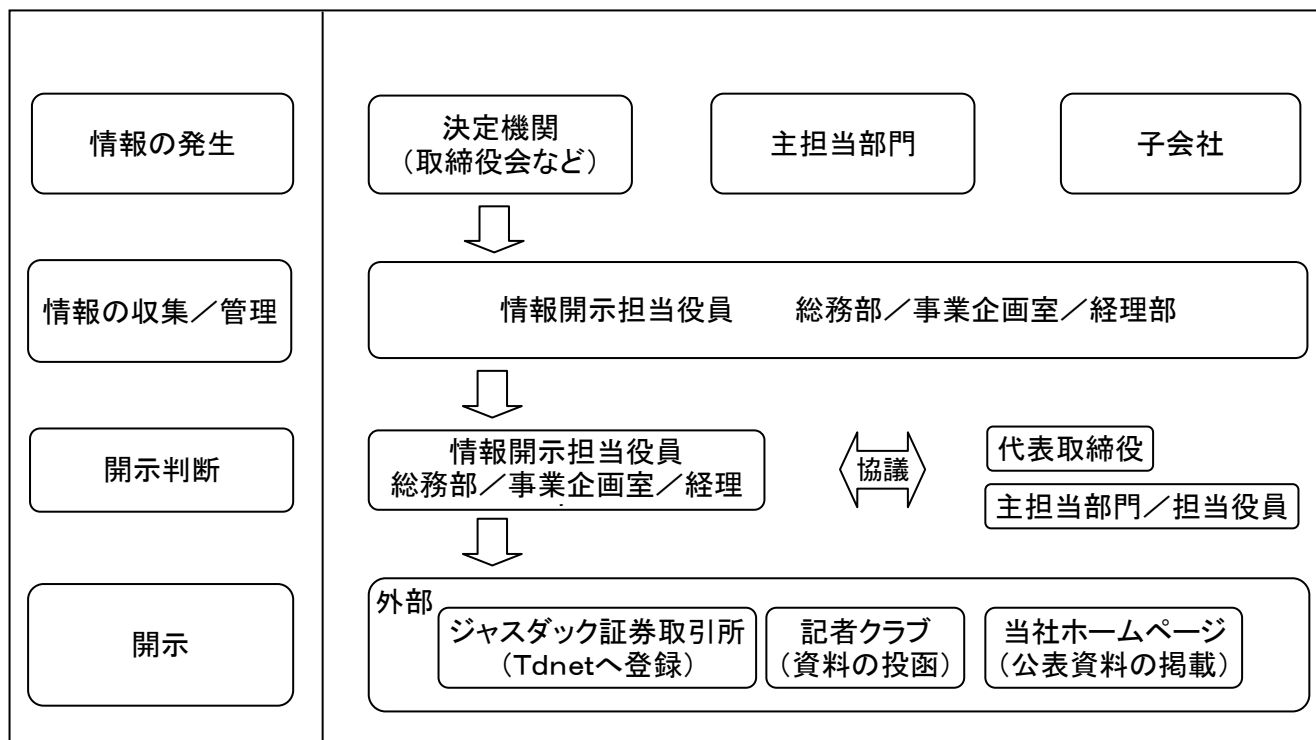 情報の発生
決定機関
（取締役会など）
主担当部門
子会社
情報の収集／管理
情報開示担当役員　　総務部／事業企画室／経理部
開示判断
情報開示担当役員
総務部／事業企画室／経理
協議
代表取締役
主担当部門／担当役員
開示
外部
ジャスダック証券取引所
（Tdnetへ登録）
記者クラブ
（資料の投函）
当社ホームページ
（公表資料の掲載）